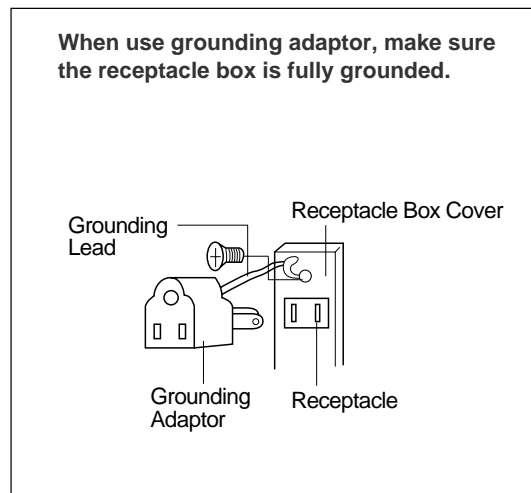 When use grounding adaptor, make sure
the receptacle box is fully grounded.
Grounding
Lead
Receptacle Box Cover
Grounding
Adaptor
Receptacle